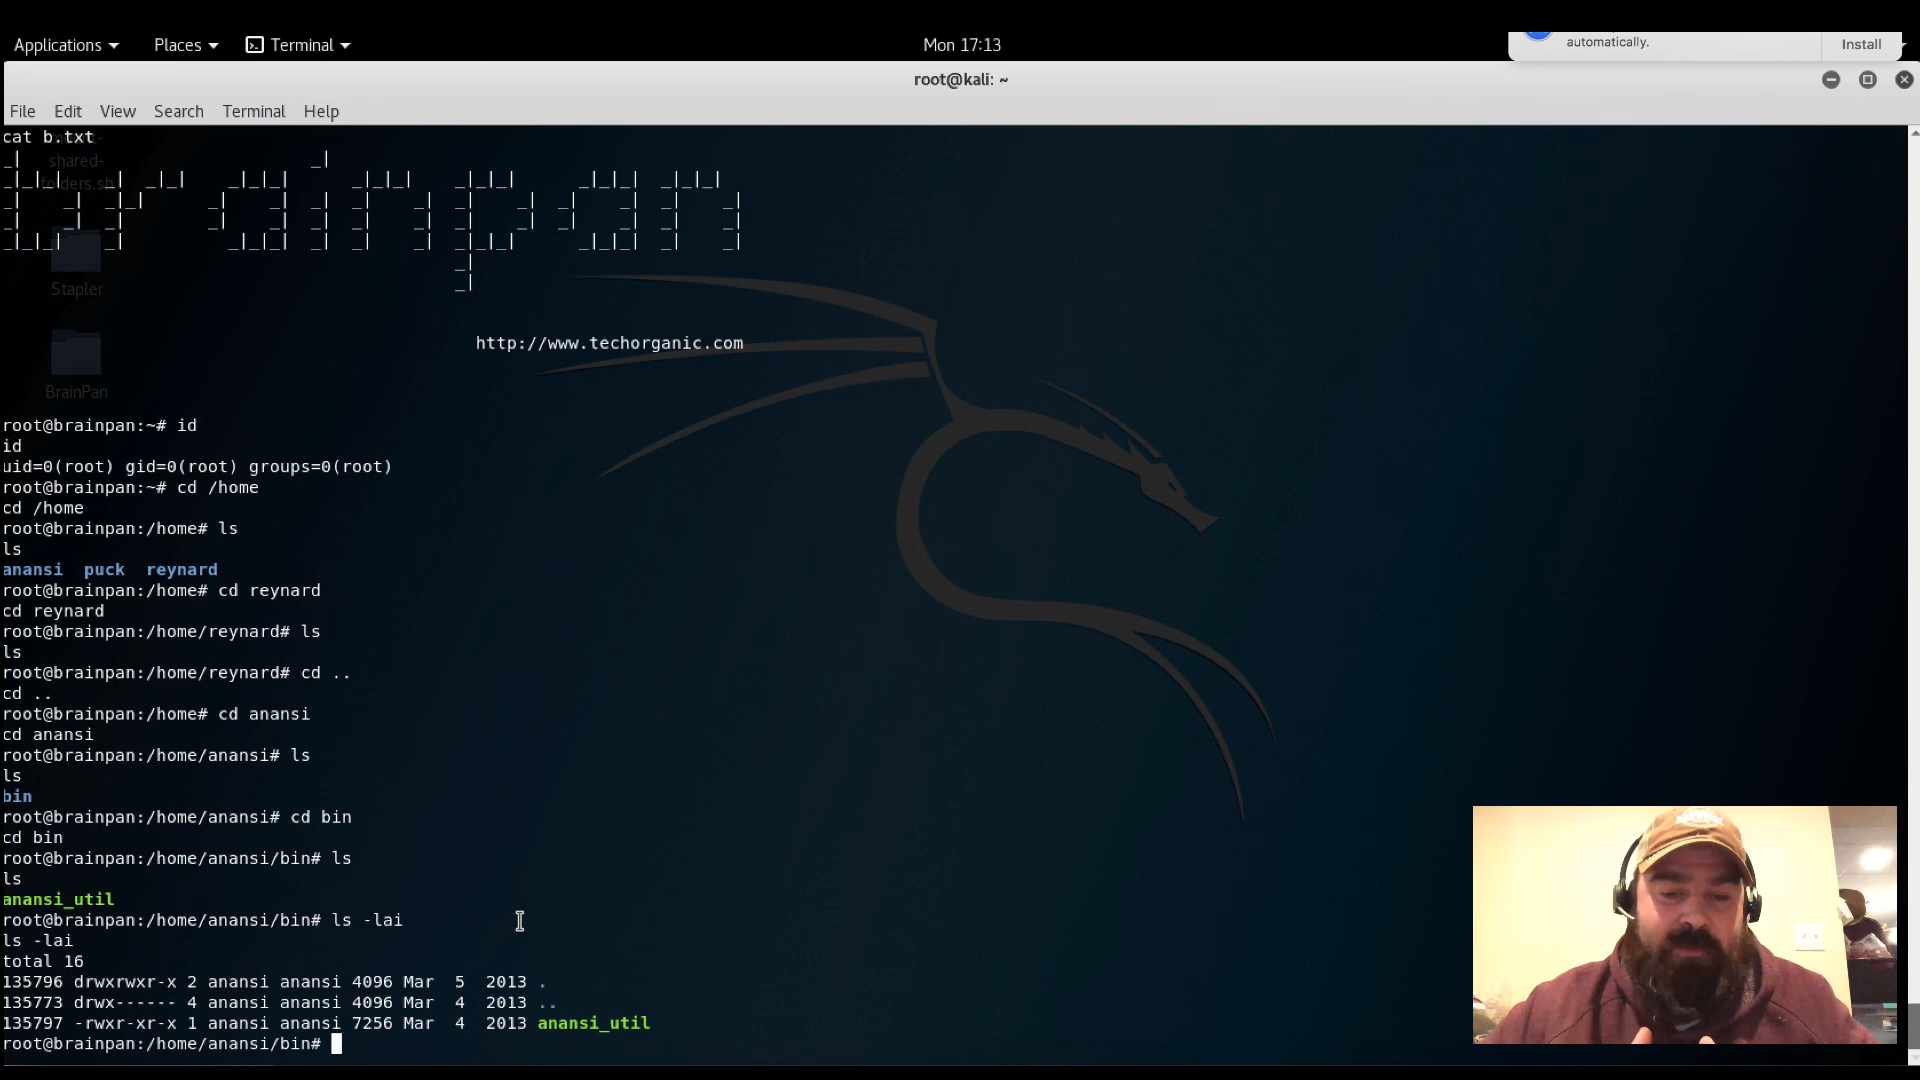 Applications Places Terminal Mon 17:13
automatically. Install
root@kali: ~
File Edit View Search Terminal Help
cat b.txt
shared-
folders.sh
brainpan
Stapler
http://www.techorganic.com
BrainPan
root@brainpan:~# id
id
uid=0(root) gid=0(root) groups=0(root)
root@brainpan:~# cd /home
cd /home
root@brainpan:/home# ls
ls
anansi puck reynard
root@brainpan:/home# cd reynard
cd reynard
root@brainpan:/home/reynard# ls
ls
root@brainpan:/home/reynard# cd ..
cd ..
root@brainpan:/home# cd anansi
cd anansi
root@brainpan:/home/anansi# ls
ls
bin
root@brainpan:/home/anansi# cd bin
cd bin
root@brainpan:/home/anansi/bin# ls
ls
anansi_util
root@brainpan:/home/anansi/bin# ls -lai
ls -lai
total 16
135796 drwxrwxr-x 2 anansi anansi 4096 Mar 5 2013 .
135773 drwx------ 4 anansi anansi 4096 Mar 4 2013 ..
135797 -rwxr-xr-x 1 anansi anansi 7256 Mar 4 2013 anansi_util
root@brainpan:/home/anansi/bin#